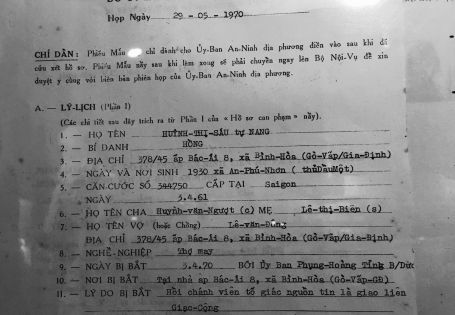 Họp Ngày 29 - 05 - 1970
CHỈ DẪN : Phiếu Mẫu chỉ dành cho Ủy-Ban An-Ninh địa phương điền vào sau khi đã
cứu xét hồ sơ. Phiếu Mẫu này sau khi làm xong sẽ phải chuyển ngay lên Bộ Nội-Vụ để xin
duyệt ý cùng với biên bản phiên họp của Ủy-Ban An-Ninh địa phương.
A. — LÝ-LỊCH (Phần I)
(Các chi tiết sau đây trích ra từ Phần I của « Hồ sơ can phạm » này).
1. — HỌ TÊN HUỲNH-THỊ-SÁU tự NANG
2. — BÍ DANH HỒNG
3. — ĐỊA CHỈ 378/45 ấp Bác-Ái 8, xã Bình-Hòa (Gò-Vấp/Gia-Định)
4. — NGÀY VÀ NƠI SINH 1930 xã An-Phú-Nhơn ( thủDầuMột)
5. — CĂN-CƯỚC SỐ 344750 CẤP TẠI Saigon
NGÀY 3.4.61
6. — HỌ TÊN CHA Huỳnh-văn-Ngượt (c) MẸ Lê-thị-Biên (s)
7. — HỌ TÊN VỢ (hoặc Chồng) Lê-văn-Đống
ĐỊA CHỈ 378/45 ấp Bác-Ái 8, xã Bình-Hòa (Gò-Vấp/Gia-Định)
8. — NGHỀ-NGHIỆP Thợ may
9. — NGÀY BỊ BẮT 3.4.70 BỞI Ủy Ban Phụng-Hoàng Tỉnh B/Dươ
10. — NƠI BỊ BẮT Tại nhà ấp Bác-Ái 8, xã Bình-Hòa (Gò-Vấp-GĐ)
11. — LÝ DO BỊ BẮT Hồi chánh viên tố giác nguồn tin là giao liên
Giao-Cộng